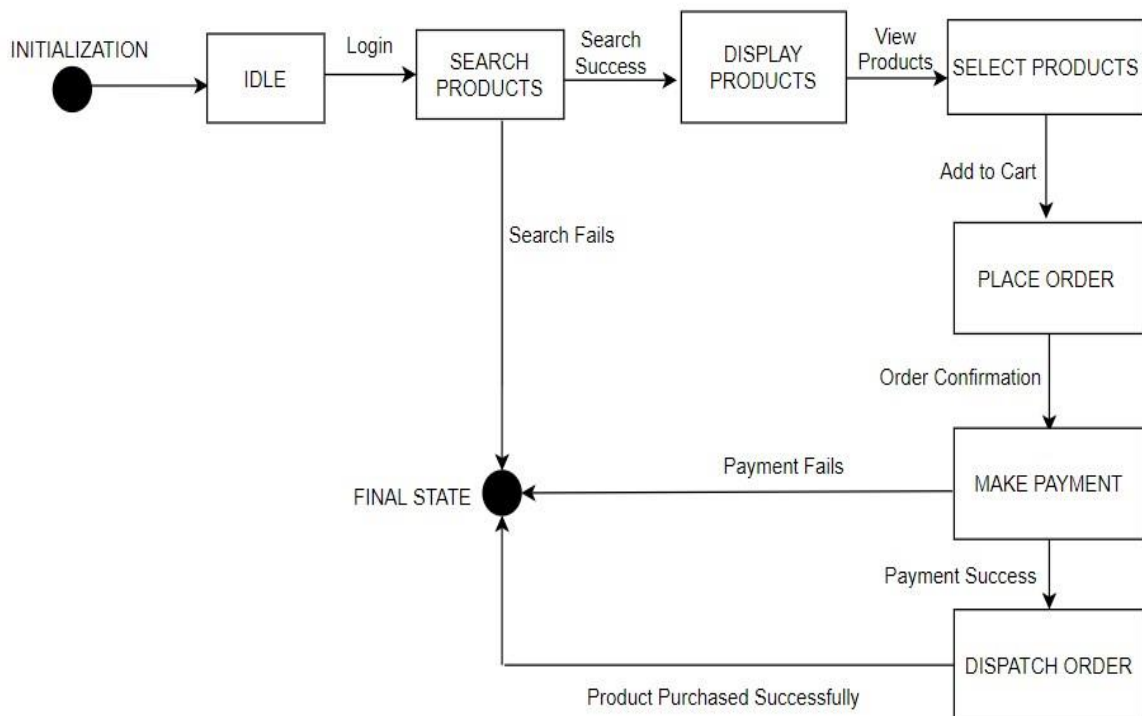 INITIALIZATION
IDLE
Login
SEARCH
PRODUCTS
Search
Success
DISPLAY
PRODUCTS
View
Products
SELECT PRODUCTS
Add to Cart
Search Fails
PLACE ORDER
Order Confirmation
Payment Fails
MAKE PAYMENT
FINAL STATE
Payment Success
DISPATCH ORDER
Product Purchased Successfully